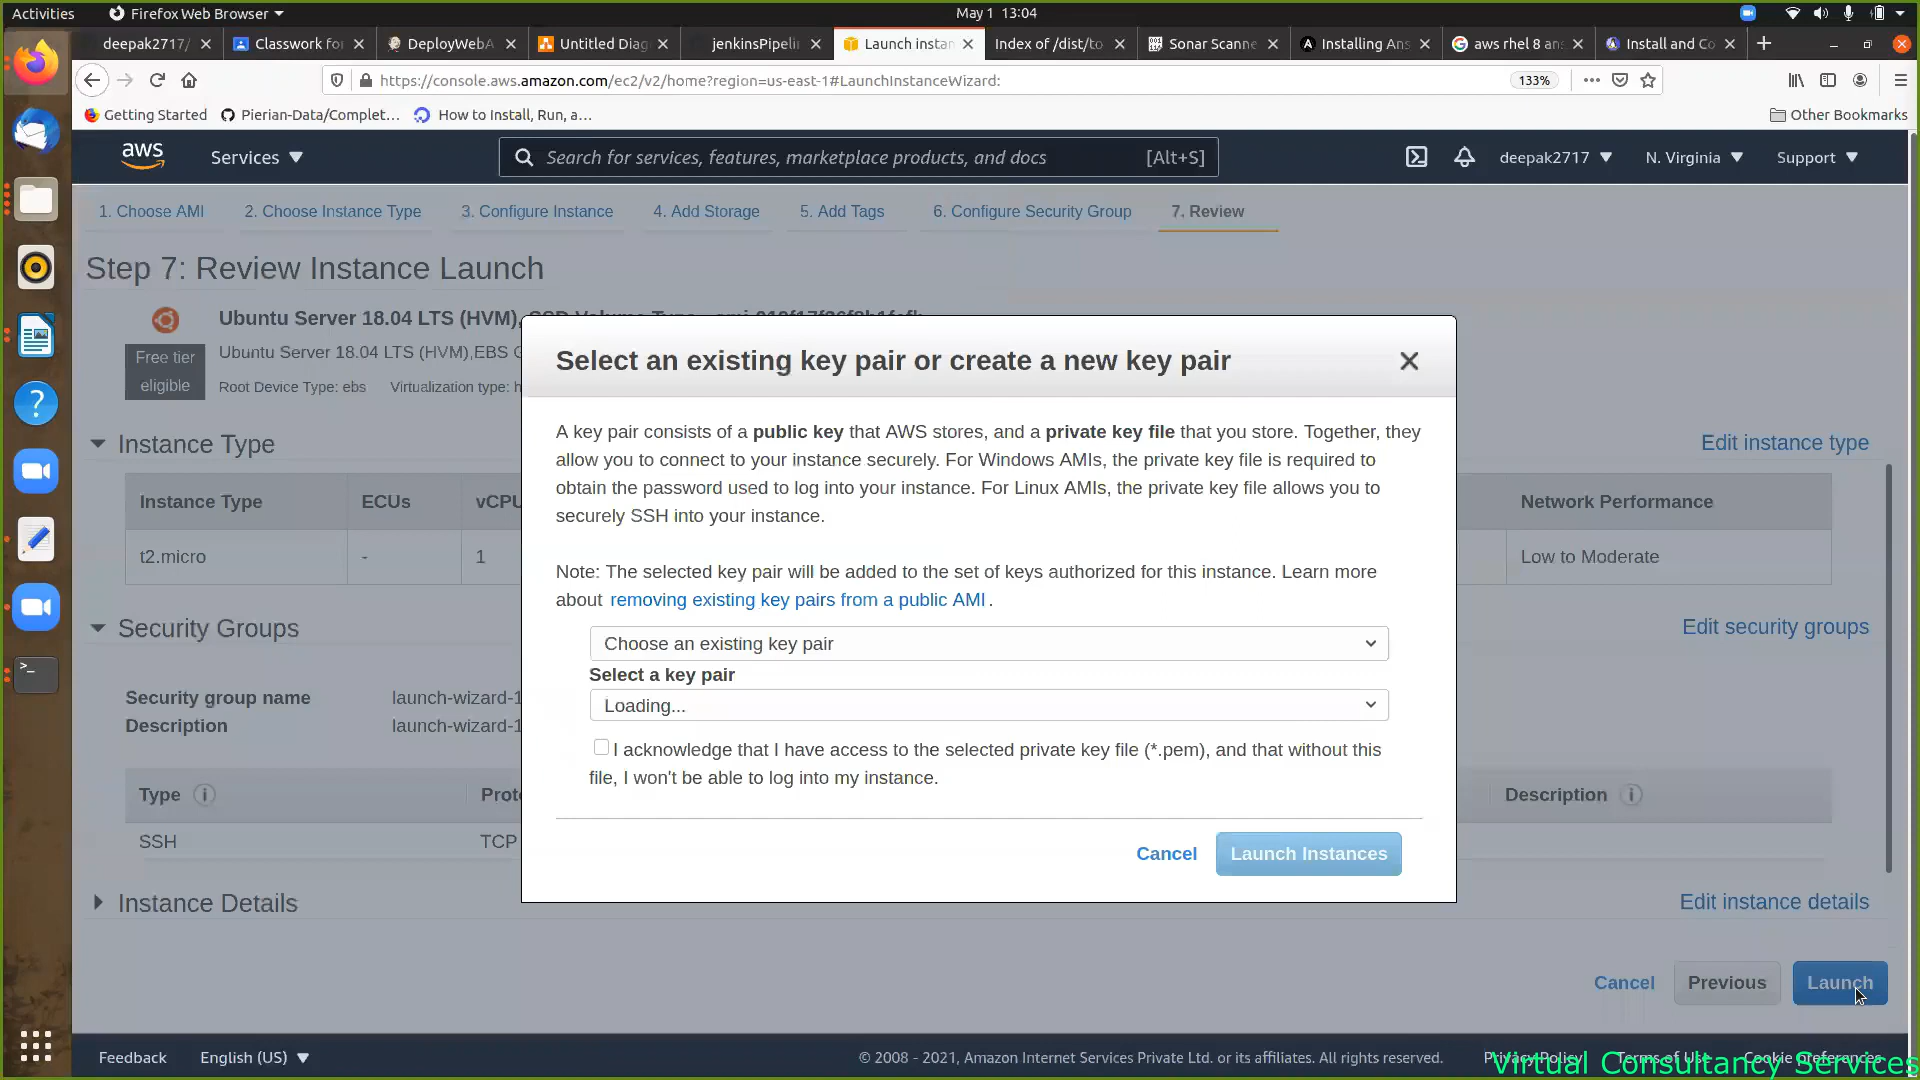 Activities
Firefox Web Browser
May 1 13:04
deepak2717/
Classwork fo
DeployWebA
Untitled Diag
jenkinsPipeli
Launch instan
Index of /dist/to
Sonar Scanne
Installing Ans
aws rhel 8 an
Install and Co
https://console.aws.amazon.com/ec2/v2/home?region=us-east-1#LaunchInstanceWizard:
133%
Getting Started
Pierian-Data/Complet...
How to Install, Run, a...
Other Bookmarks
aws
Services
Search for services, features, marketplace products, and docs
[Alt+S]
deepak2717
N. Virginia
Support
1. Choose AMI
2. Choose Instance Type
3. Configure Instance
4. Add Storage
5. Add Tags
6. Configure Security Group
7. Review
Step 7: Review Instance Launch
Ubuntu Server 18.04 LTS (HVM),
Free tier
eligible
Ubuntu Server 18.04 LTS (HVM),EBS G
Root Device Type: ebs
Virtualization type: h
Select an existing key pair or create a new key pair
A key pair consists of a public key that AWS stores, and a private key file that you store. Together, they
allow you to connect to your instance securely. For Windows AMIs, the private key file is required to
obtain the password used to log into your instance. For Linux AMIs, the private key file allows you to
securely SSH into your instance.
Note: The selected key pair will be added to the set of keys authorized for this instance. Learn more
about removing existing key pairs from a public AMI .
Choose an existing key pair
Select a key pair
Loading...
I acknowledge that I have access to the selected private key file (*.pem), and that without this
file, I won't be able to log into my instance.
Cancel
Launch Instances
Instance Type
Edit instance type
Instance Type
ECUs
vCPU
Network Performance
t2.micro
-
1
Low to Moderate
Security Groups
Edit security groups
Security group name
launch-wizard-1
Description
launch-wizard-1
Type
Proto
Description
SSH
TCP
Instance Details
Edit instance details
Cancel
Previous
Launch
Feedback
English (US)
© 2008 - 2021, Amazon Internet Services Private Ltd. or its affiliates. All rights reserved.
Privacy Policy
Terms of Use
Cookie preferences
Virtual Consultancy Services